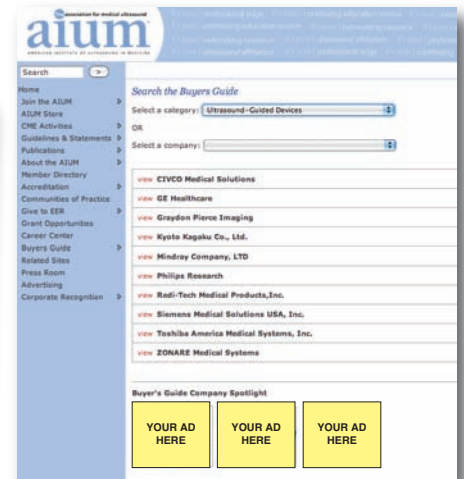 the association for medical ultrasound
aium
AMERICAN INSTITUTE OF ULTRASOUND IN MEDICINE
Search
>
Home
Join the AIUM
AIUM Store
CME Activities
Guidelines & Statements
Publications
About the AIUM
Member Directory
Accreditation
Communities of Practice
Give to EER
Grant Opportunities
Career Center
Buyers Guide
Related Sites
Press Room
Advertising
Corporate Recognition
Search the Buyers Guide
Select a category: Ultrasound-Guided Devices
OR
Select a company:
view CIVCO Medical Solutions
view GE Healthcare
view Graydon Pierce Imaging
view Kyoto Kagaku Co., Ltd.
view Mindray Company, LTD
view Philips Research
view Redi-Tech Medical Products,Inc.
view Siemens Medical Solutions USA, Inc.
view Toshiba America Medical Systems, Inc.
view ZONARE Medical Systems
Buyer's Guide Company Spotlight
YOUR AD HERE
YOUR AD HERE
YOUR AD HERE